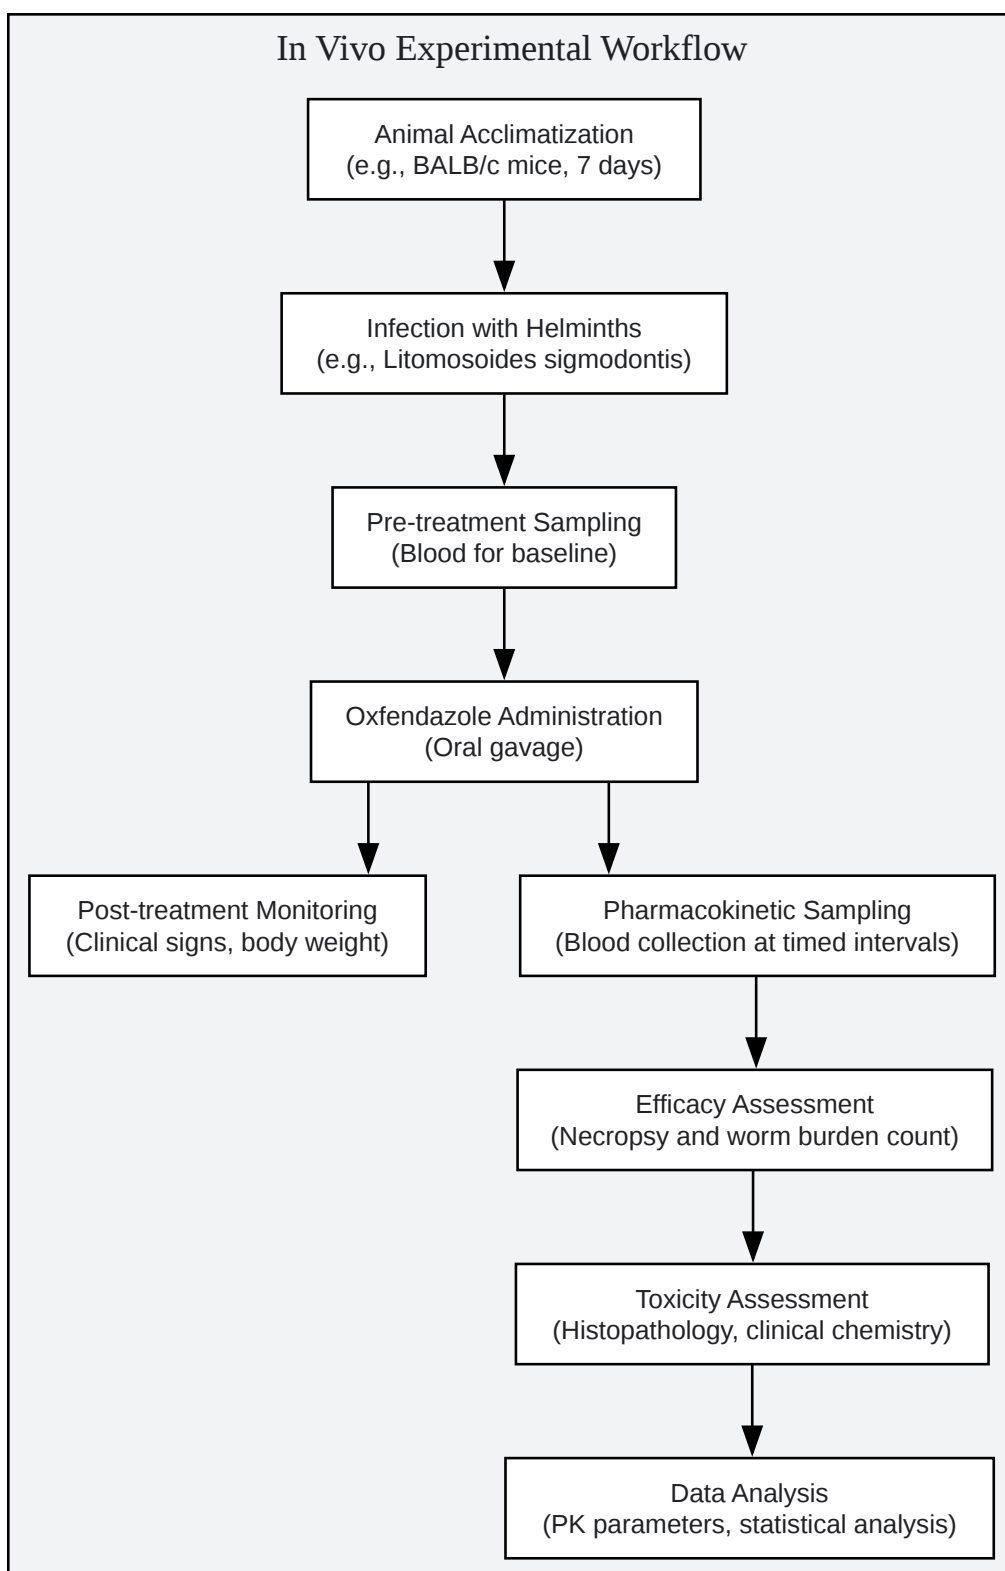 In Vivo Experimental Workflow
Animal Acclimatization
(e.g., BALB/c mice, 7 days)
Infection with Helminths
(e.g., Litomosoides sigmodontis)
Pre-treatment Sampling
(Blood for baseline)
Oxfendazole Administration
(Oral gavage)
Post-treatment Monitoring
(Clinical signs, body weight)
Pharmacokinetic Sampling
(Blood collection at timed intervals)
Efficacy Assessment
(Necropsy and worm burden count)
Toxicity Assessment
(Histopathology, clinical chemistry)
Data Analysis
(PK parameters, statistical analysis)